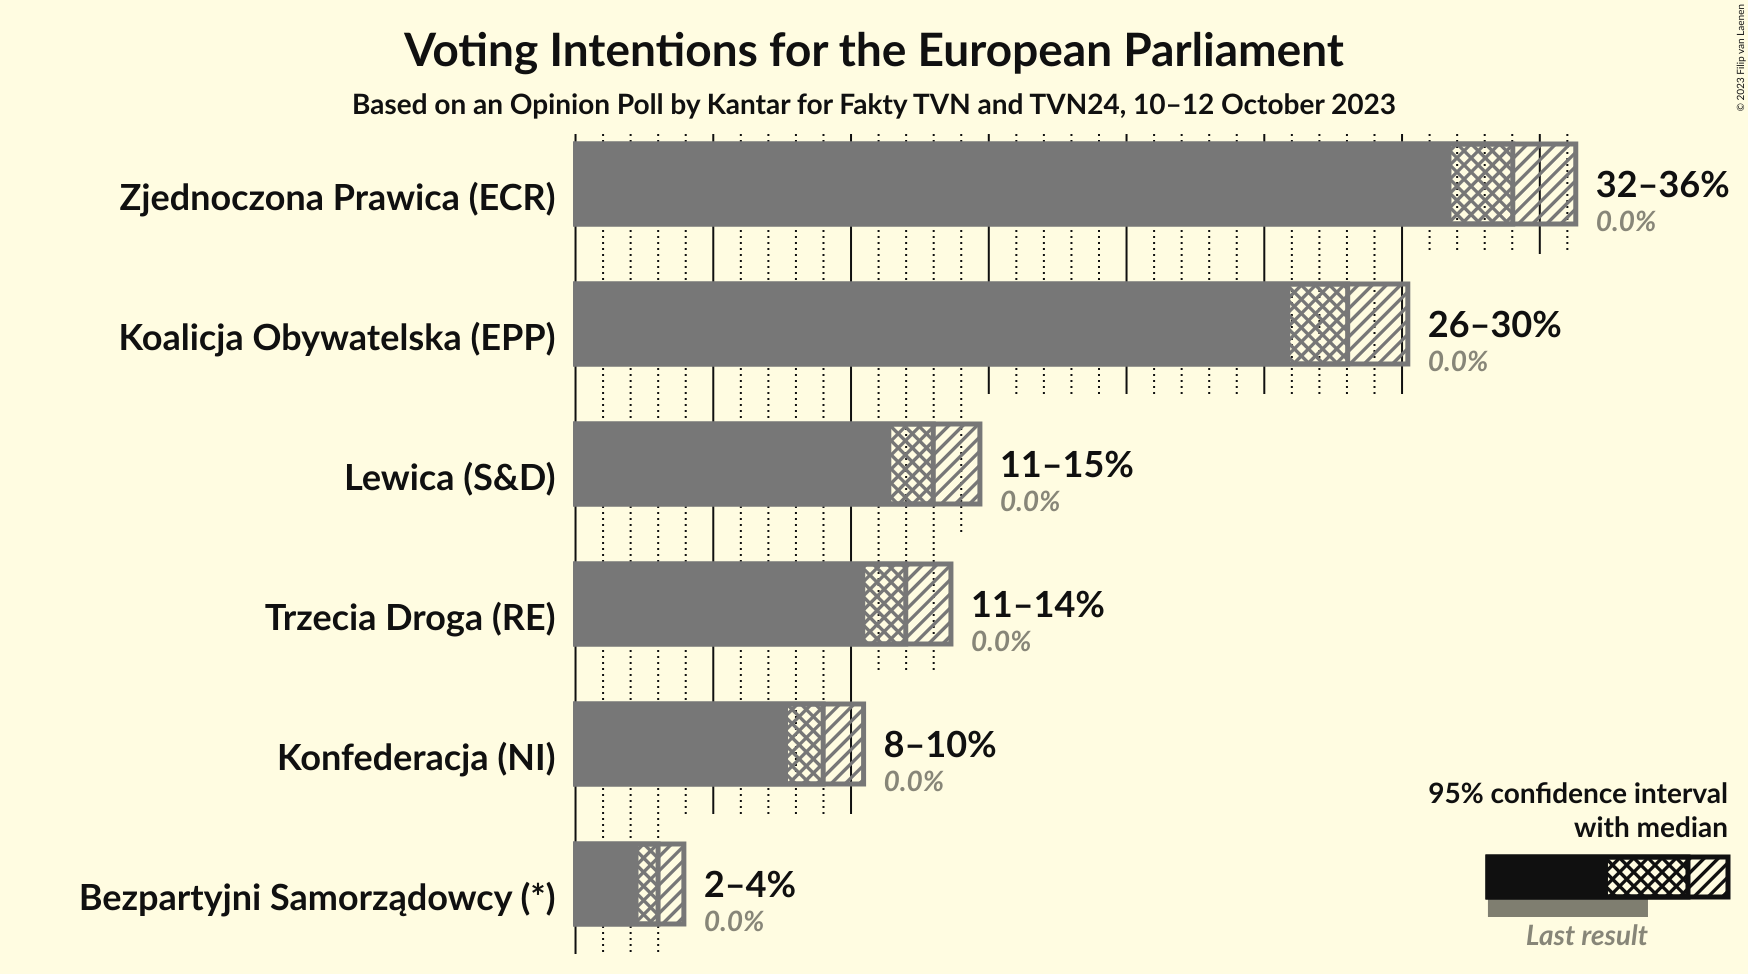 Voting Intentions for the European Parliament
Based on an Opinion Poll by Kantar for Fakty TVN and TVN24, 10–12 October 2023
© 2023 Filip van Laenen
Zjednoczona Prawica (ECR)
32–36%
0.0%
Koalicja Obywatelska (EPP)
26–30%
0.0%
Lewica (S&D)
11–15%
0.0%
Trzecia Droga (RE)
11–14%
0.0%
Konfederacja (NI)
8–10%
0.0%
Bezpartyjni Samorządowcy (*)
2–4%
0.0%
95% confidence interval
with median
Last result